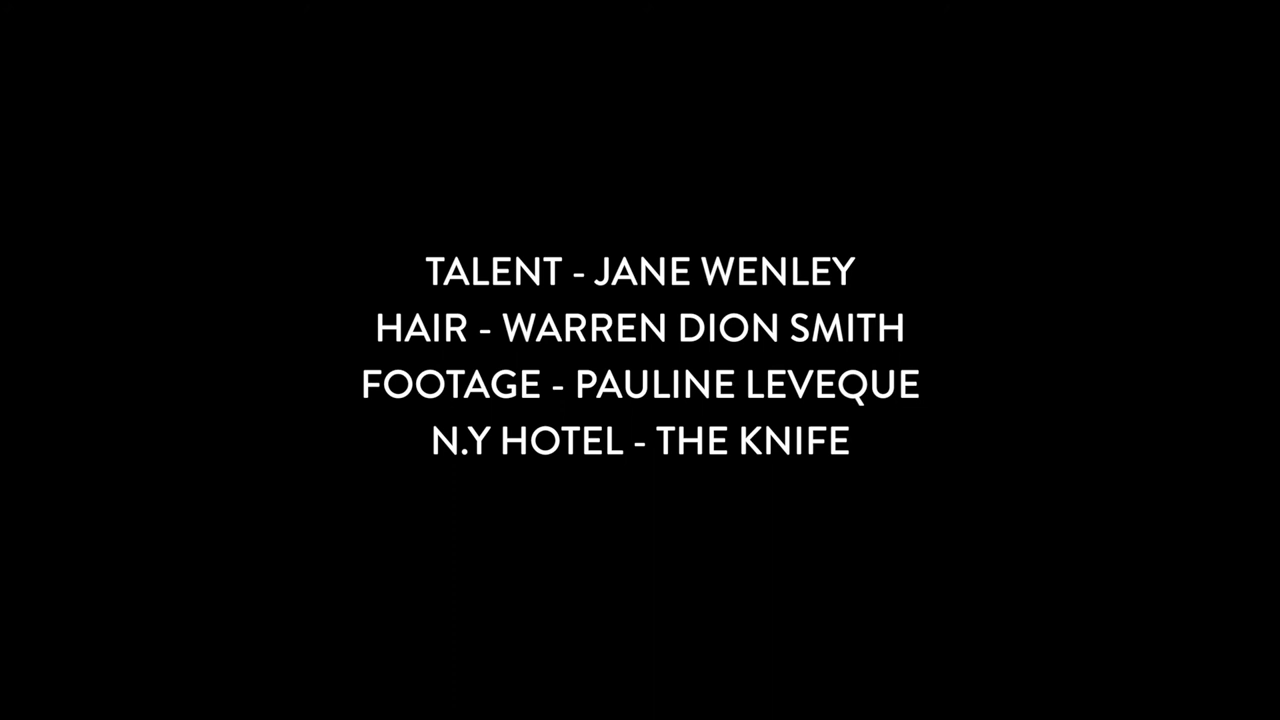 TALENT - JANE WENLEY
HAIR - WARREN DION SMITH
FOOTAGE - PAULINE LEVEQUE
N.Y HOTEL - THE KNIFE